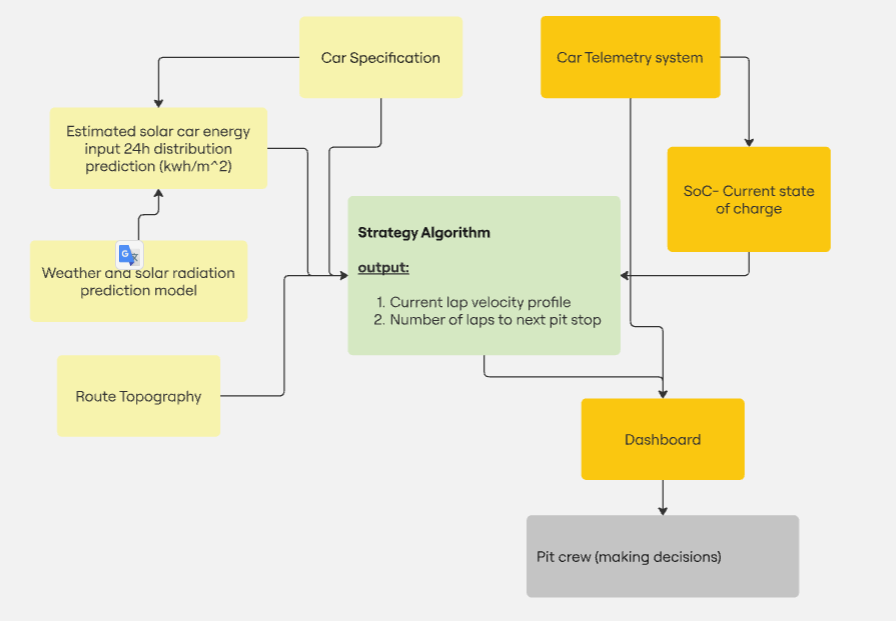 Car Specification
Car Telemetry system
Estimated solar car energy
input 24h distribution
prediction (kwh/m^2)
SoC- Current state
of charge
Strategy Algorithm
output:
1. Current lap velocity profile
2. Number of laps to next pit stop
G
Weather and solar radiation
prediction model
Route Topography
Dashboard
Pit crew (making decisions)